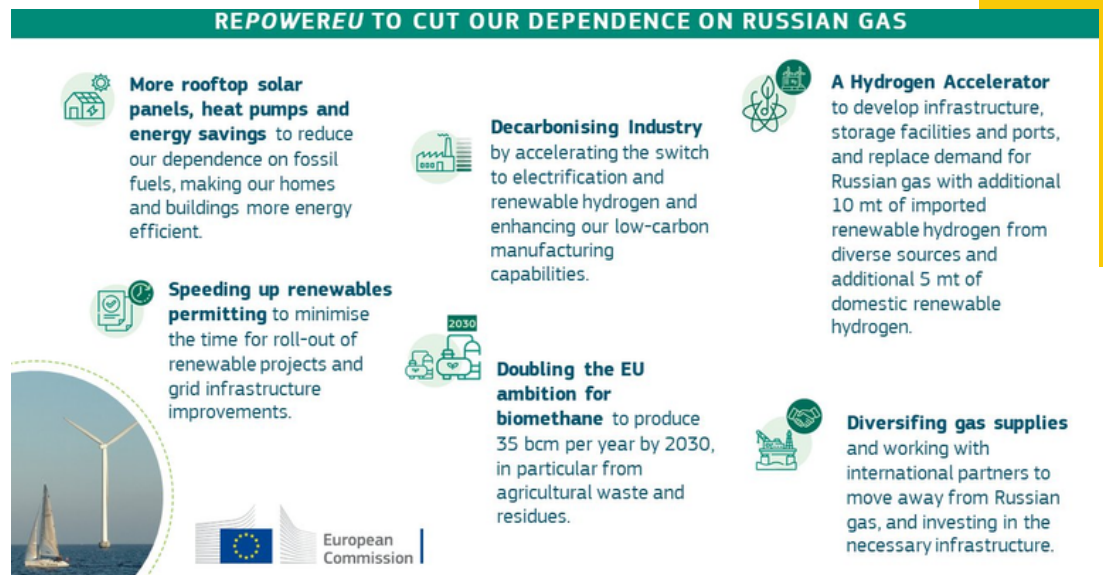 REPOWEREU TO CUT OUR DEPENDENCE ON RUSSIAN GAS
More rooftop solar
panels, heat pumps and
energy savings to reduce
our dependence on fossil
fuels, making our homes
and buildings more energy
efficient.
Speeding up renewables
permitting to minimise
the time for roll-out of
renewable projects and
grid infrastructure
improvements.
Decarbonising Industry
by accelerating the switch
to electrification and
renewable hydrogen and
enhancing our low-carbon
manufacturing
capabilities.
2030
Doubling the EU
ambition for
biomethane to produce
35 bcm per year by 2030,
in particular from
agricultural waste and
residues.
A Hydrogen Accelerator
to develop infrastructure,
storage facilities and ports,
and replace demand for
Russian gas with additional
10 mt of imported
renewable hydrogen from
diverse sources and
additional 5 mt of
domestic renewable
hydrogen.
Diversifing gas supplies
and working with
international partners to
move away from Russian
gas, and investing in the
necessary infrastructure.
European
Commission